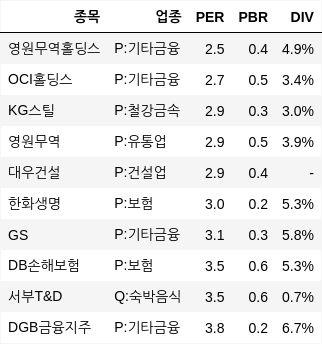 종목 업종 PER PBR DIV
영원무역홀딩스 P:기타금융 2.5 0.4 4.9%
OCI홀딩스 P:기타금융 2.7 0.5 3.4%
KG스틸 P:철강금속 2.9 0.3 3.0%
영원무역 P:유통업 2.9 0.5 3.9%
대우건설 P:건설업 2.9 0.4 -
한화생명 P:보험 3.0 0.2 5.3%
GS P:기타금융 3.1 0.3 5.8%
DB손해보험 P:보험 3.5 0.6 5.3%
서부T&D Q:숙박음식 3.5 0.6 0.7%
DGB금융지주 P:기타금융 3.8 0.2 6.7%